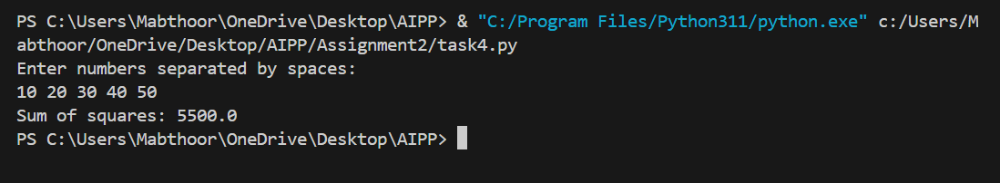 PS C:\Users\Mabthoor\OneDrive\Desktop\AIPP> & "C:/Program Files/Python311/python.exe" c:/Users/M
abthoor/OneDrive/Desktop/AIPP/Assignment2/task4.py
Enter numbers separated by spaces:
10 20 30 40 50
Sum of squares: 5500.0
PS C:\Users\Mabthoor\OneDrive\Desktop\AIPP>